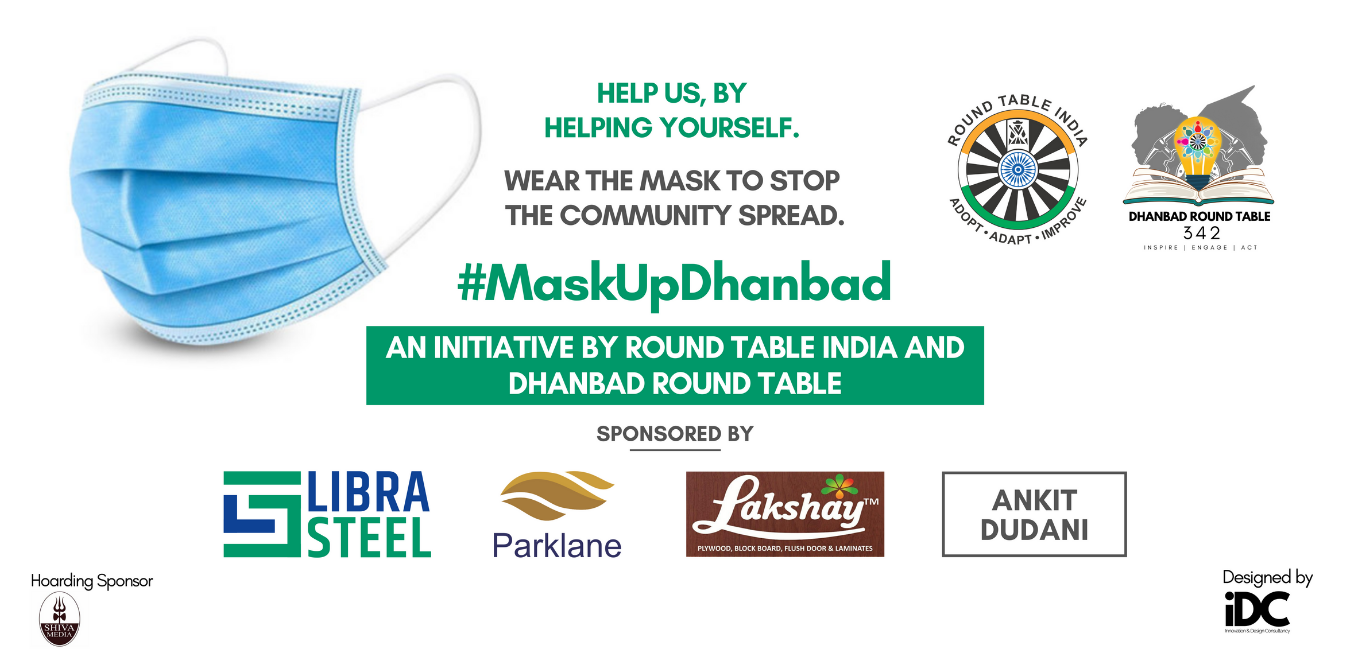 HELP US, BY
HELPING YOURSELF.
WEAR THE MASK TO STOP
THE COMMUNITY SPREAD.
#MaskUpDhanbad
AN INITIATIVE BY ROUND TABLE INDIA AND
DHANBAD ROUND TABLE
ROUND TABLE INDIA
ADOPT • ADAPT • IMPROVE
DHANBAD ROUND TABLE
342
INSPIRE | ENGAGE | ACT
SPONSORED BY
LIBRA
STEEL
Parklane
Lakshay™
PLYWOOD, BLOCK BOARD, FLUSH DOOR & LAMINATES
ANKIT
DUDANI
Hoarding Sponsor
SHIVA
MEDIA
Designed by
iDC
Innovation & Design Consultancy